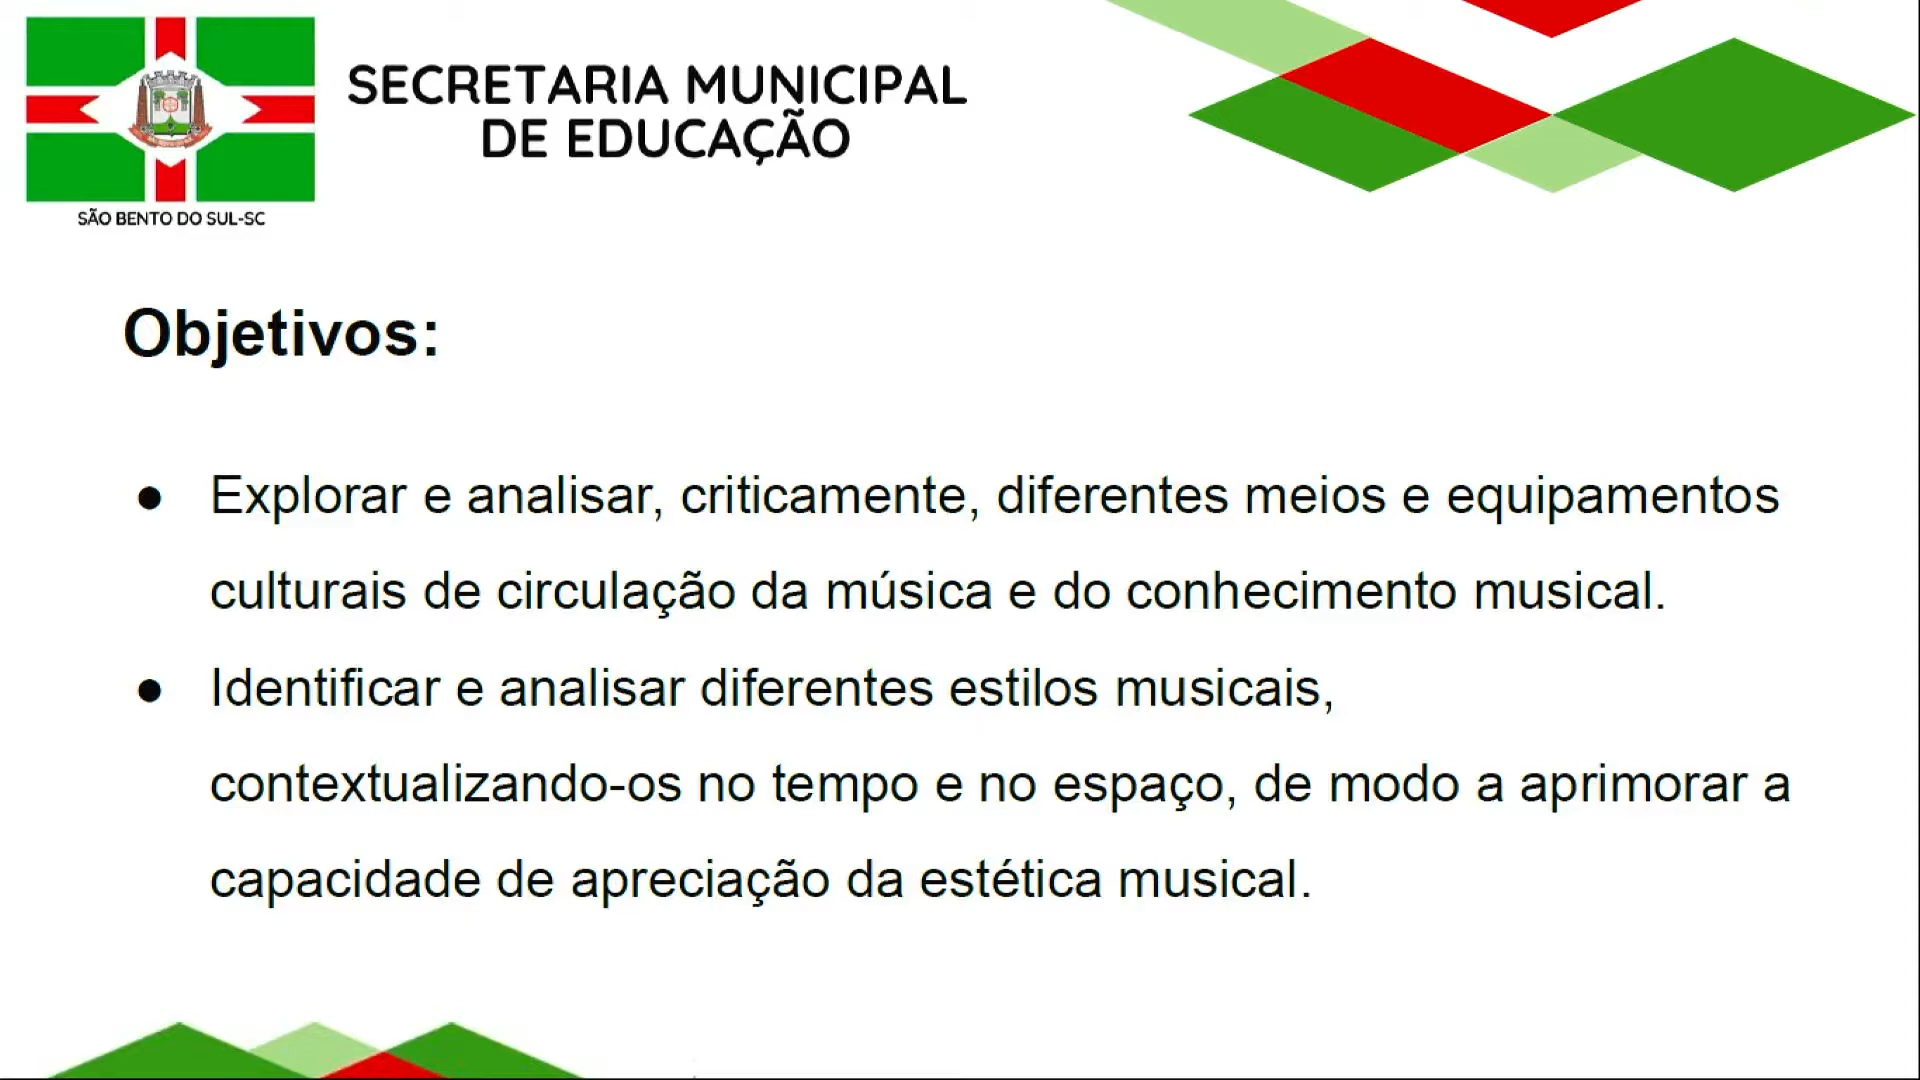 SECRETARIA MUNICIPAL
DE EDUCAÇÃO
SÃO BENTO DO SUL-SC
Objetivos:
● Explorar e analisar, criticamente, diferentes meios e equipamentos
culturais de circulação da música e do conhecimento musical.
● Identificar e analisar diferentes estilos musicais,
contextualizando-os no tempo e no espaço, de modo a aprimorar a
capacidade de apreciação da estética musical.